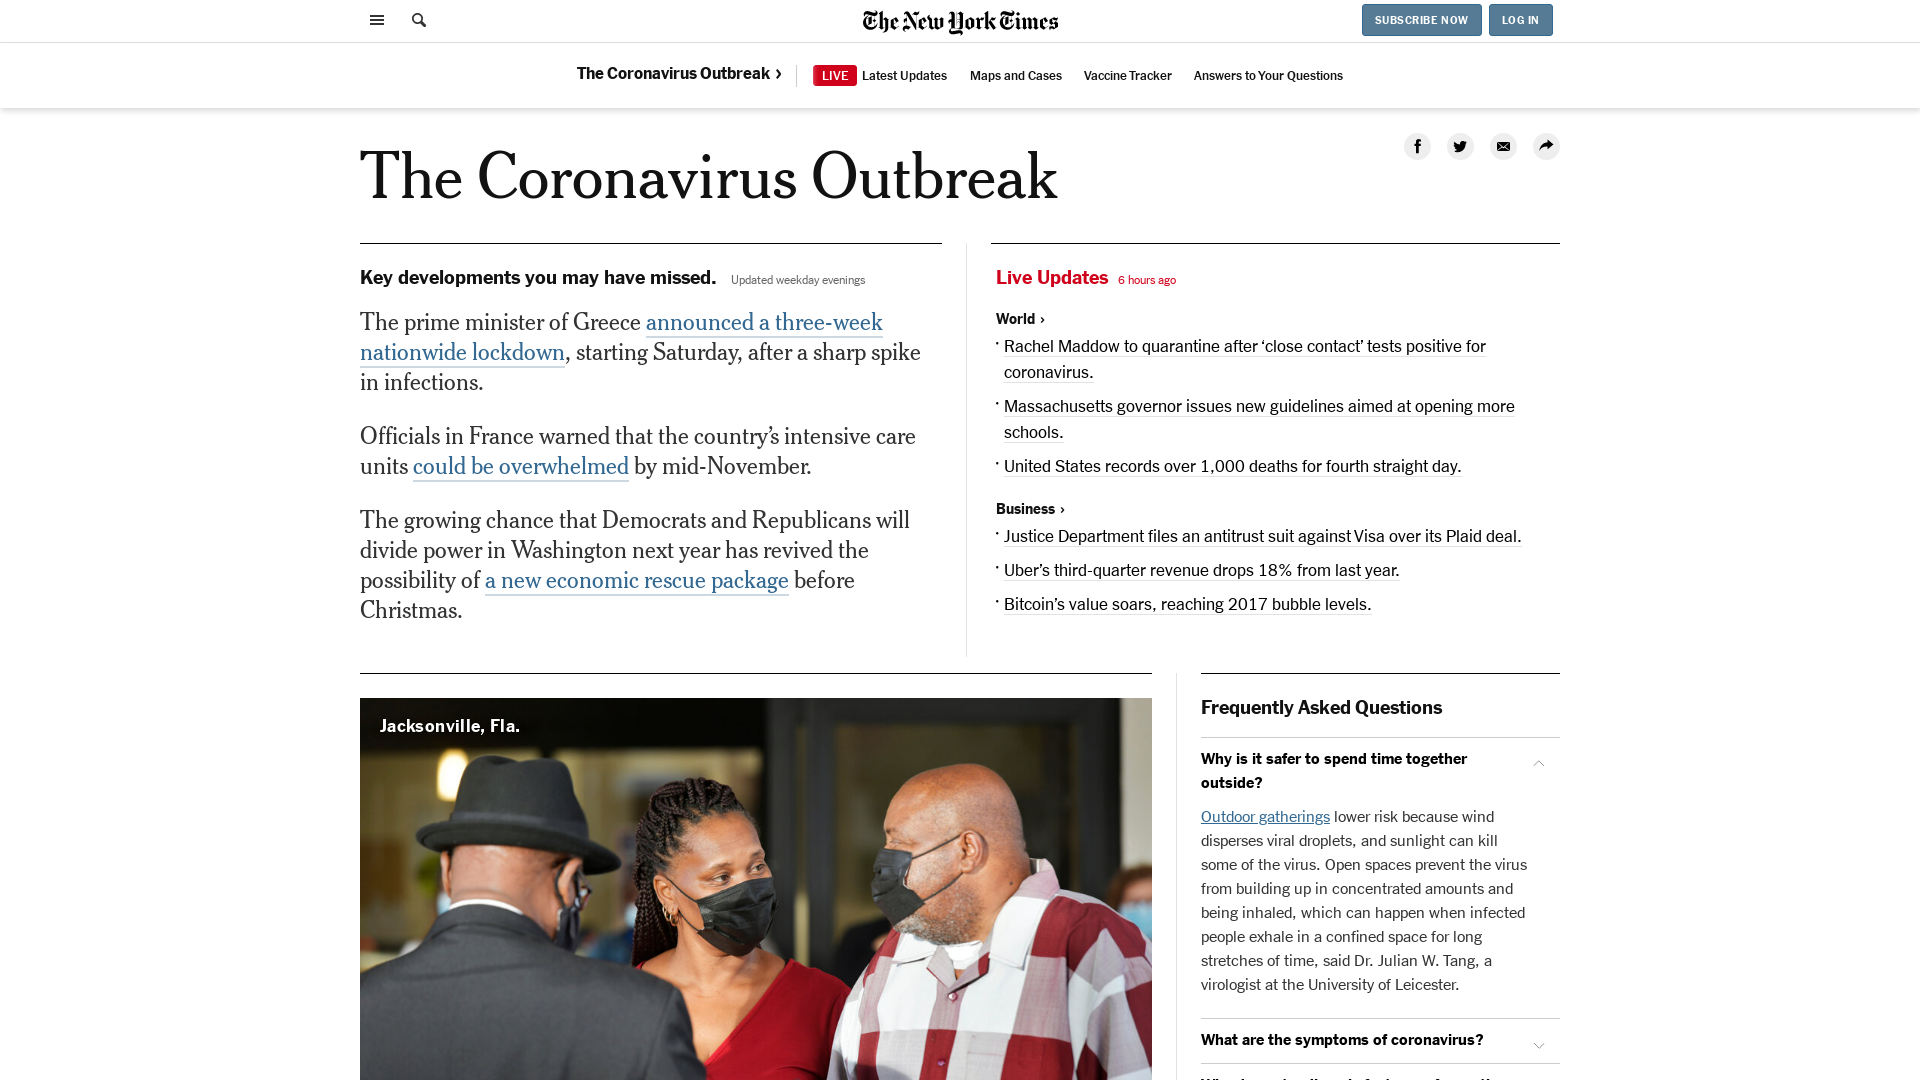 The New York Times
SUBSCRIBE NOW
LOG IN
The Coronavirus Outbreak ›
LIVE Latest Updates
Maps and Cases
Vaccine Tracker
Answers to Your Questions
The Coronavirus Outbreak
Key developments you may have missed. Updated weekday evenings
The prime minister of Greece announced a three-week
nationwide lockdown, starting Saturday, after a sharp spike
in infections.
Officials in France warned that the country’s intensive care
units could be overwhelmed by mid-November.
The growing chance that Democrats and Republicans will
divide power in Washington next year has revived the
possibility of a new economic rescue package before
Christmas.
Live Updates 6 hours ago
World ›
· Rachel Maddow to quarantine after ‘close contact’ tests positive for
coronavirus.
· Massachusetts governor issues new guidelines aimed at opening more
schools.
· United States records over 1,000 deaths for fourth straight day.
Business ›
· Justice Department files an antitrust suit against Visa over its Plaid deal.
· Uber’s third-quarter revenue drops 18% from last year.
· Bitcoin’s value soars, reaching 2017 bubble levels.
Jacksonville, Fla.
Frequently Asked Questions
Why is it safer to spend time together
outside?
Outdoor gatherings lower risk because wind
disperses viral droplets, and sunlight can kill
some of the virus. Open spaces prevent the virus
from building up in concentrated amounts and
being inhaled, which can happen when infected
people exhale in a confined space for long
stretches of time, said Dr. Julian W. Tang, a
virologist at the University of Leicester.
What are the symptoms of coronavirus?